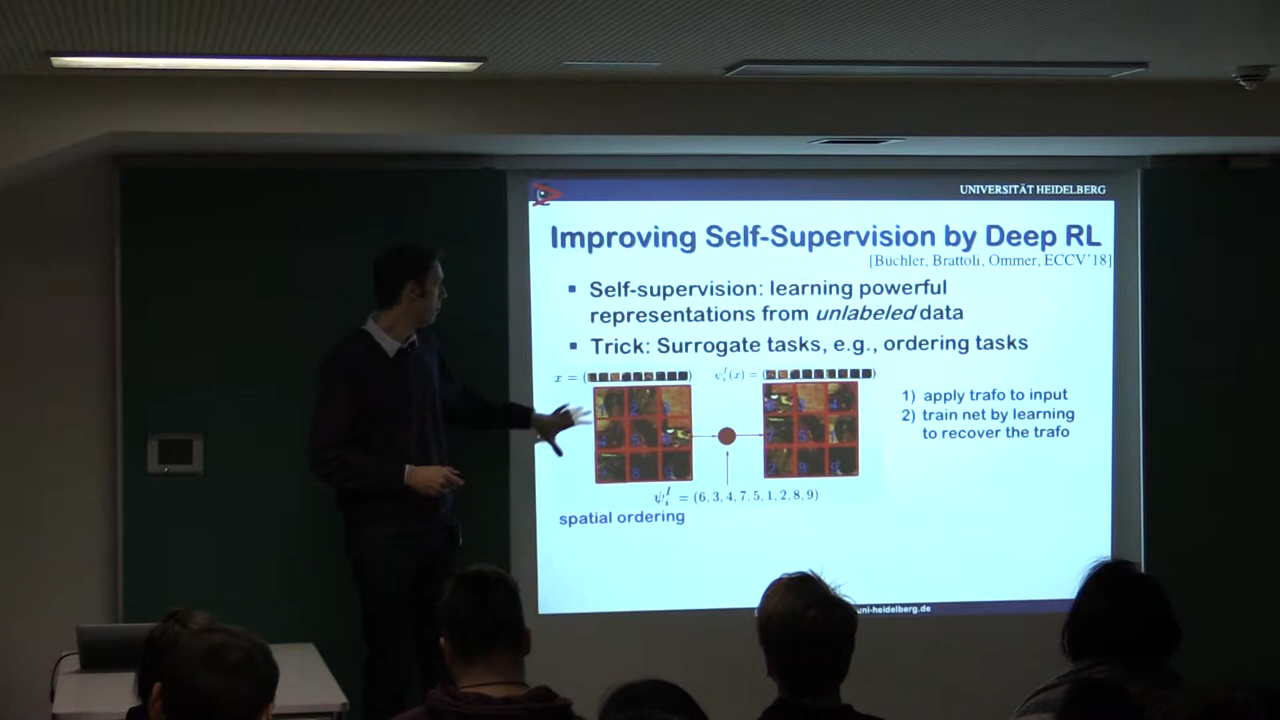 UNIVERSITÄT HEIDELBERG
Improving Self-Supervision by Deep RL
[Büchler, Brattoli, Ommer, ECCV'18]
▪ Self-supervision: learning powerful
representations from unlabeled data
▪ Trick: Surrogate tasks, e.g., ordering tasks
x = (
)
ψᵢᴵ(x) = (
)
1) apply trafo to input
2) train net by learning
to recover the trafo
ψᵢᴵ = (6, 3, 4, 7, 5, 1, 2, 8, 9)
spatial ordering
uni-heidelberg.de